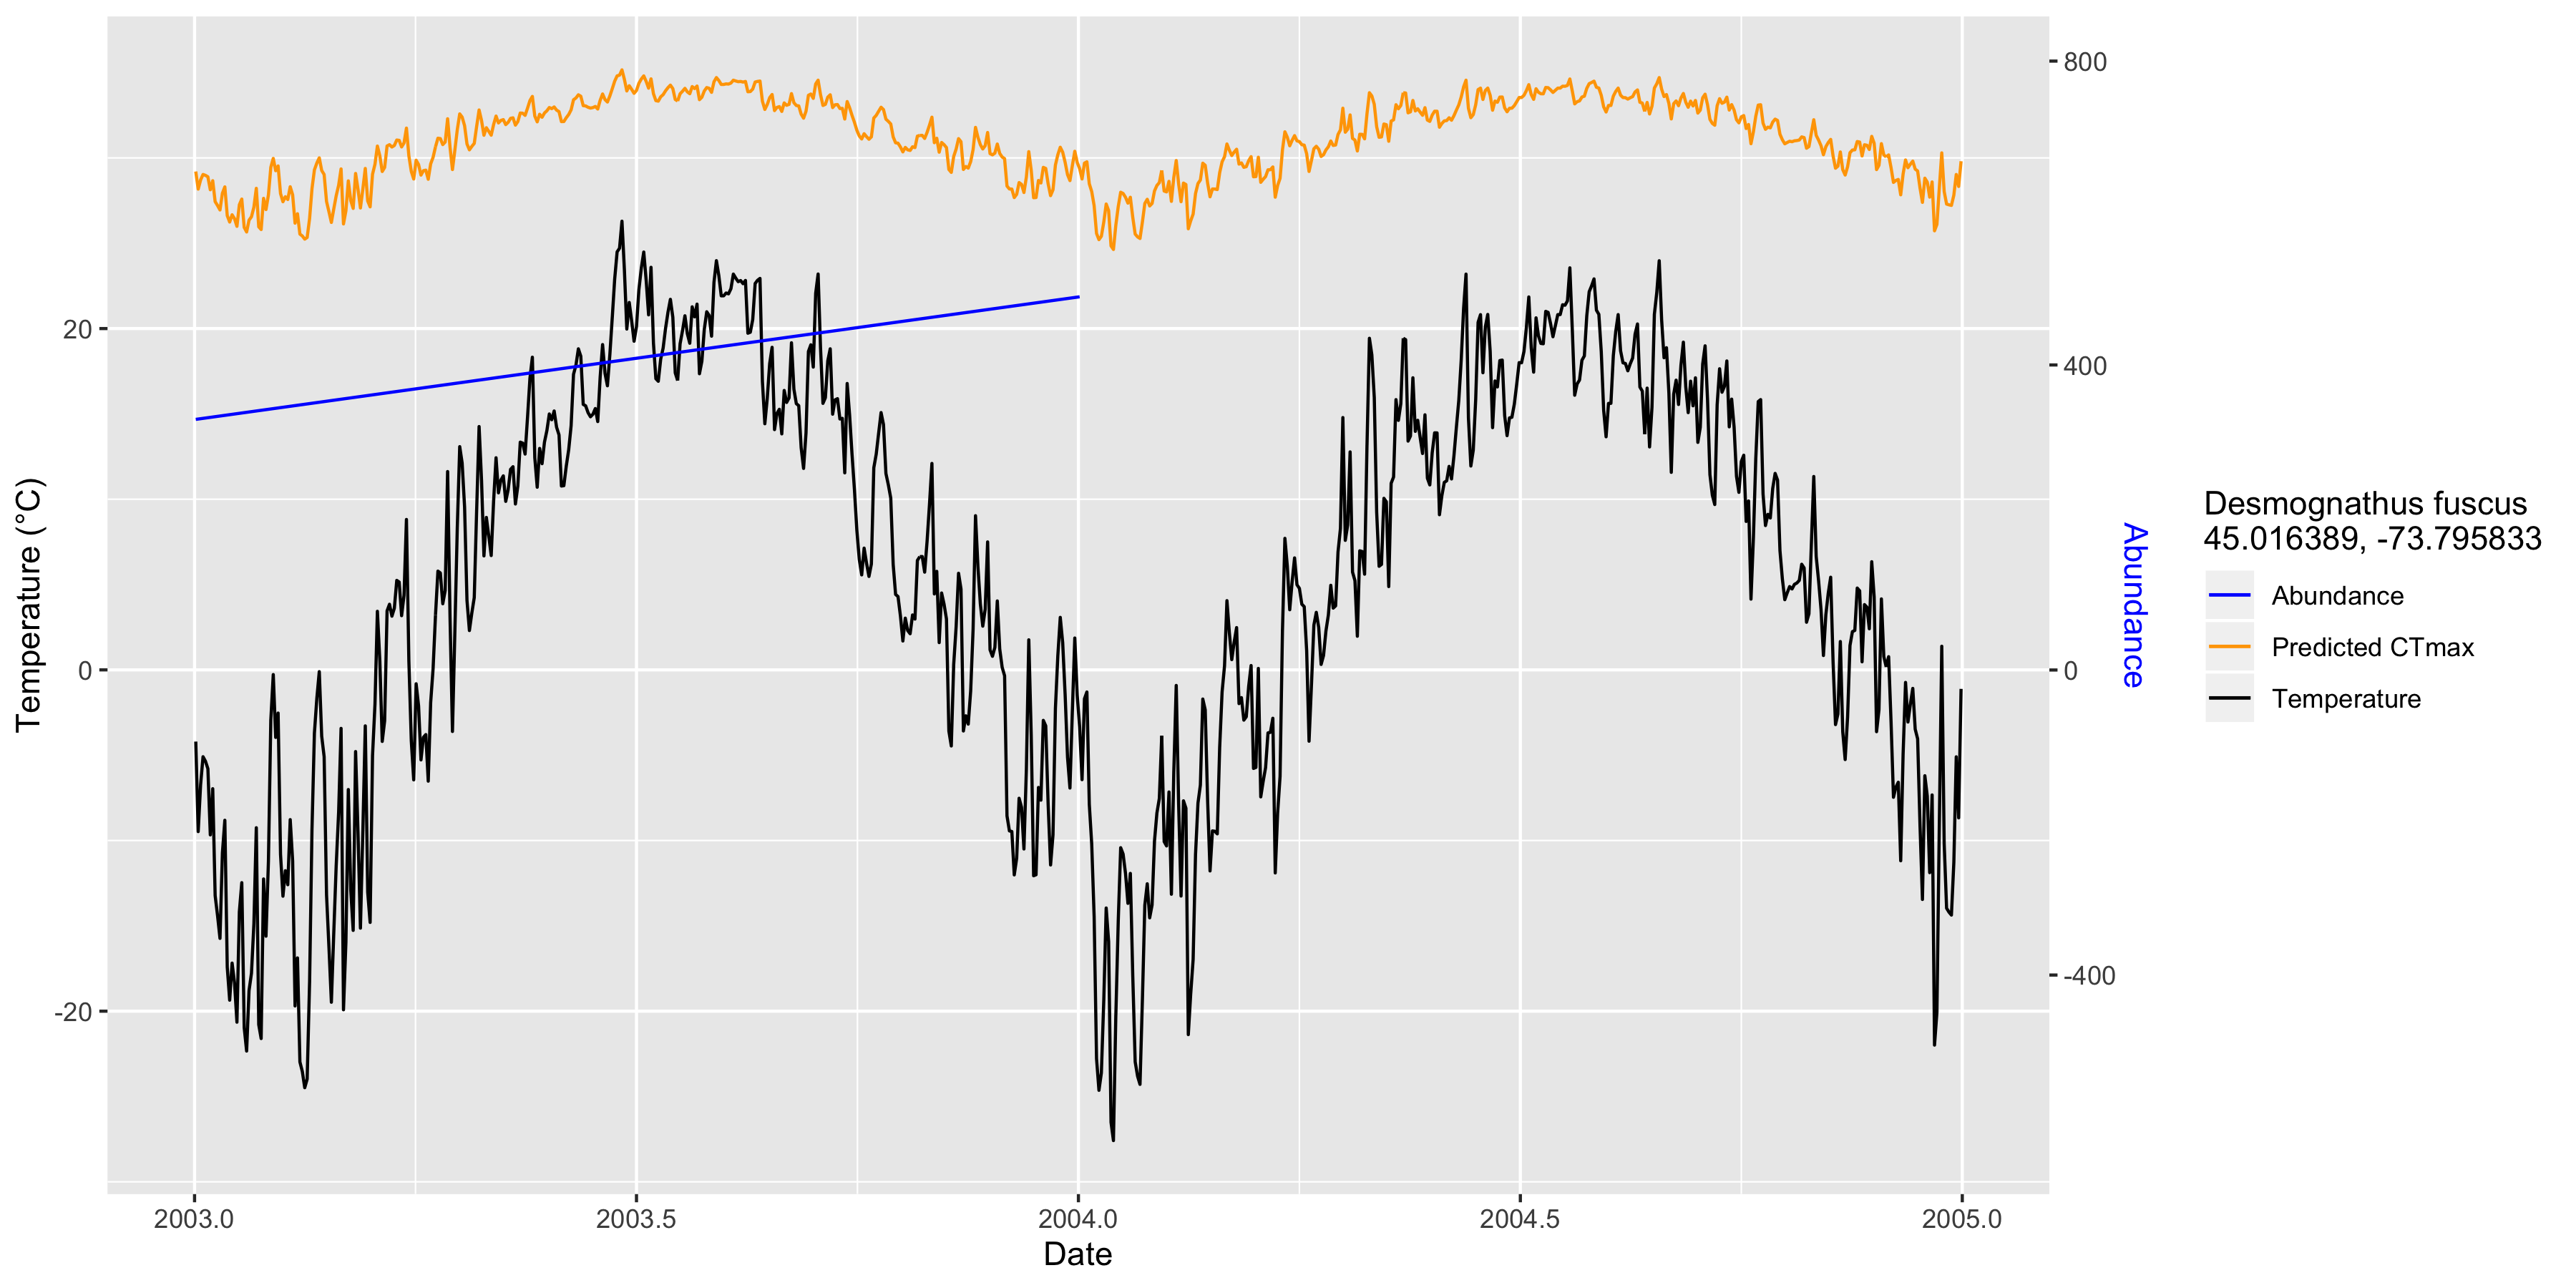 Temperature (°C)
20
0
-20
2003.0
2003.5
2004.0
2004.5
2005.0
Date
800
400
0
-400
Abundance
Desmognathus fuscus
45.016389, -73.795833
Abundance
Predicted CTmax
Temperature